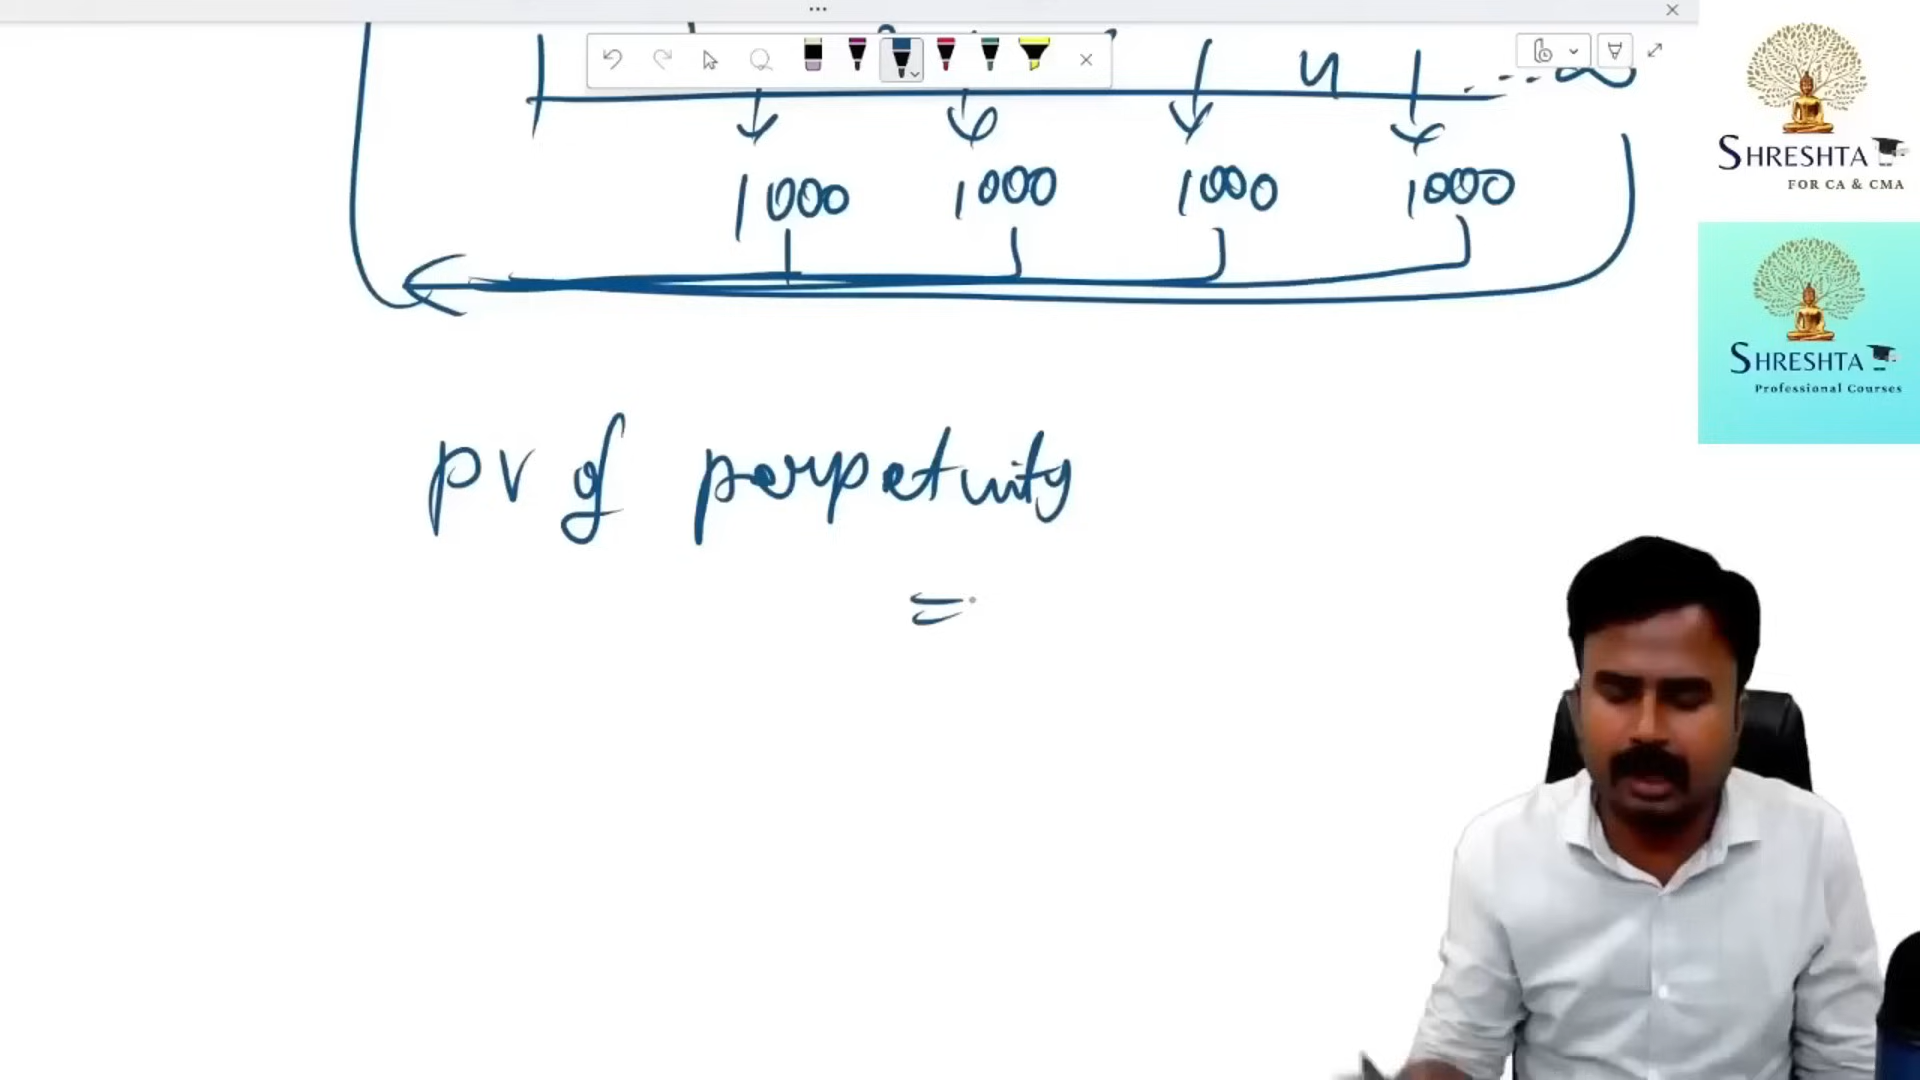 4 ... ∞
1000 1000 1000 1000
PV of perpetuity
=
SHRESHTA
FOR CA & CMA
SHRESHTA
Professional Courses